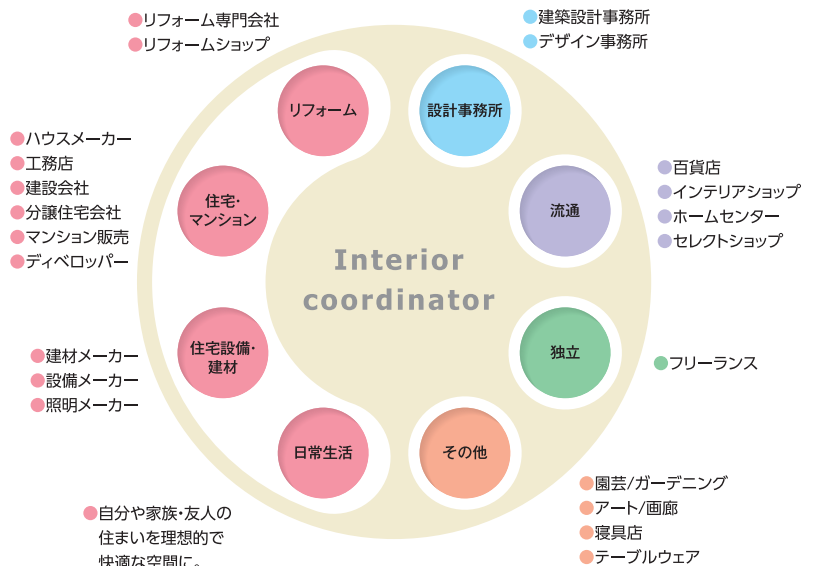 ●リフォーム専門会社
●リフォームショップ
●建築設計事務所
●デザイン事務所
リフォーム
設計事務所
●ハウスメーカー
●工務店
●建設会社
●分譲住宅会社
●マンション販売
●ディベロッパー
住宅・
マンション
流通
●百貨店
●インテリアショップ
●ホームセンター
●セレクトショップ
Interior
coordinator
●建材メーカー
●設備メーカー
●照明メーカー
住宅設備・
建材
独立
●フリーランス
日常生活
その他
●自分や家族・友人の
住まいを理想的で
快適な空間に。
●園芸/ガーデニング
●アート/画廊
●寝具店
●テーブルウェア